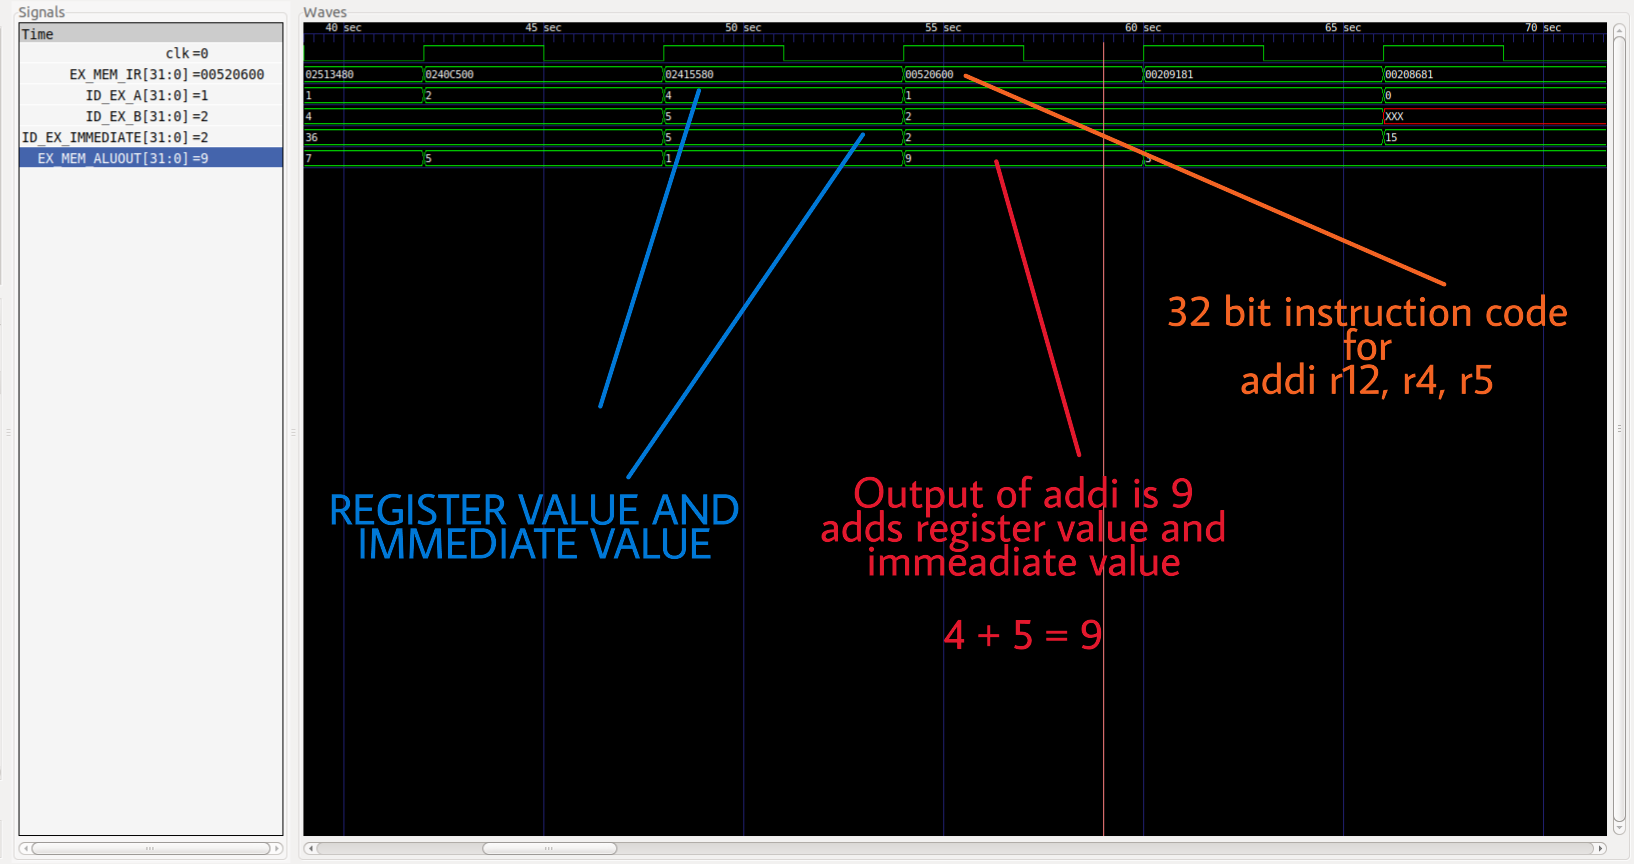 Signals
Waves
Time
40 sec 45 sec 50 sec 55 sec 60 sec 65 sec 70 sec
clk=0
EX_MEM_IR[31:0]=00520600
02513480 0240C500 02415580 00520600 00209181 00208681
ID_EX_A[31:0]=1
1 2 4 1 0
ID_EX_B[31:0]=2
4 5 2 XXX
ID_EX_IMMEDIATE[31:0]=2
36 5 2 15
EX_MEM_ALUOUT[31:0]=9
7 5 1 9 3
32 bit instruction code
for
addi r12, r4, r5
REGISTER VALUE AND
IMMEDIATE VALUE
Output of addi is 9
adds register value and
immeadiate value
4 + 5 = 9